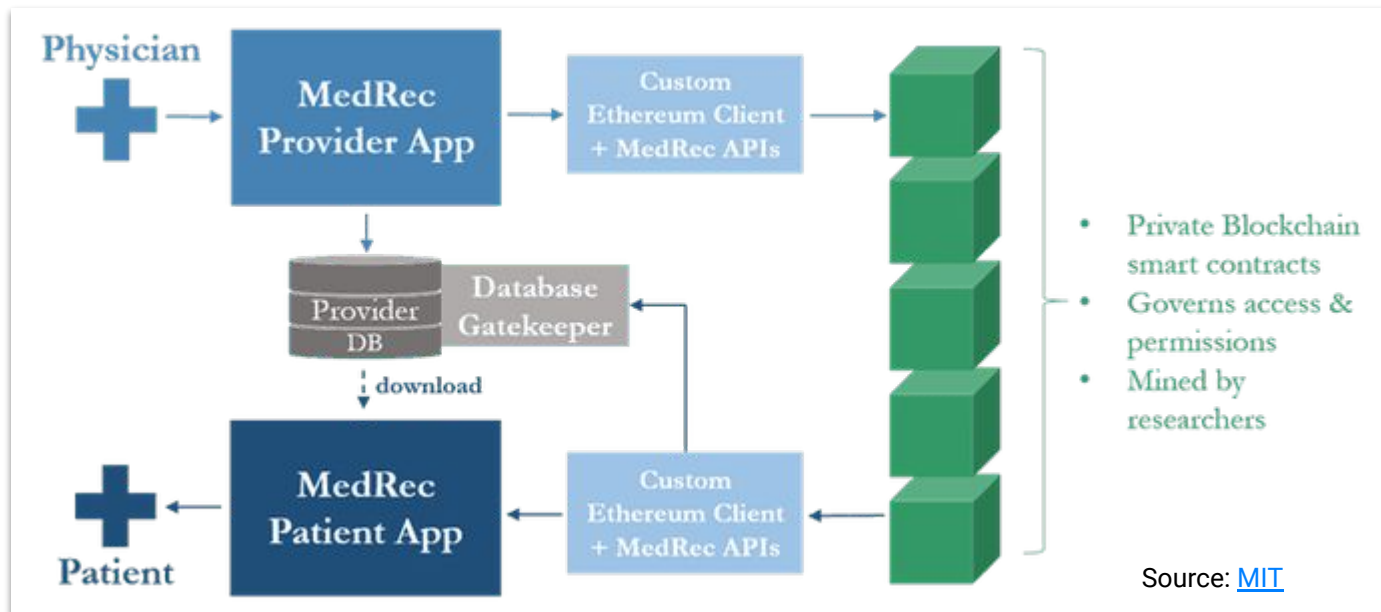 Physician
MedRec
Provider App
Custom
Ethereum Client
+ MedRec APIs
Provider
DB
Database
Gatekeeper
download
MedRec
Patient App
Patient
Custom
Ethereum Client
+ MedRec APIs
• Private Blockchain
smart contracts
• Governs access &
permissions
• Mined by
researchers
Source: MIT